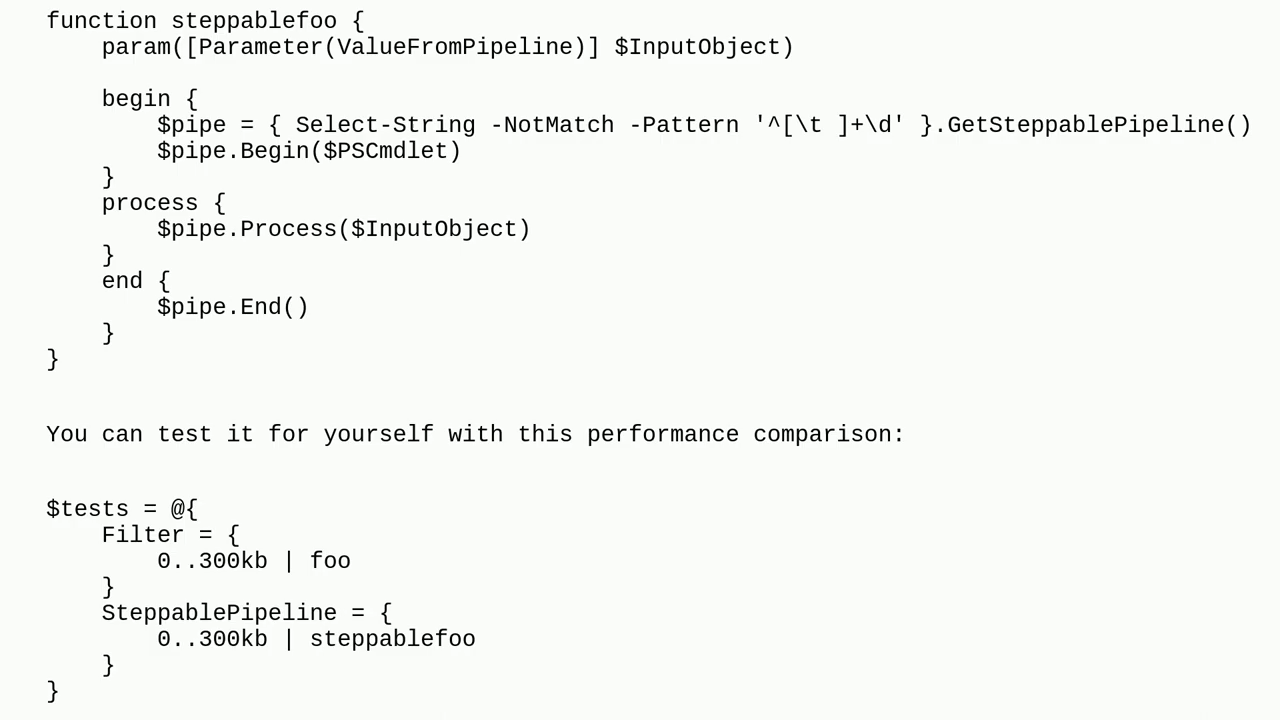 function steppablefoo {
    param([Parameter(ValueFromPipeline)] $InputObject)
    begin {
        $pipe = { Select-String -NotMatch -Pattern '^[\t ]+\d' }.GetSteppablePipeline()
        $pipe.Begin($PSCmdlet)
    }
    process {
        $pipe.Process($InputObject)
    }
    end {
        $pipe.End()
    }
}
You can test it for yourself with this performance comparison:
$tests = @{
    Filter = {
        0..300kb | foo
    }
    SteppablePipeline = {
        0..300kb | steppablefoo
    }
}